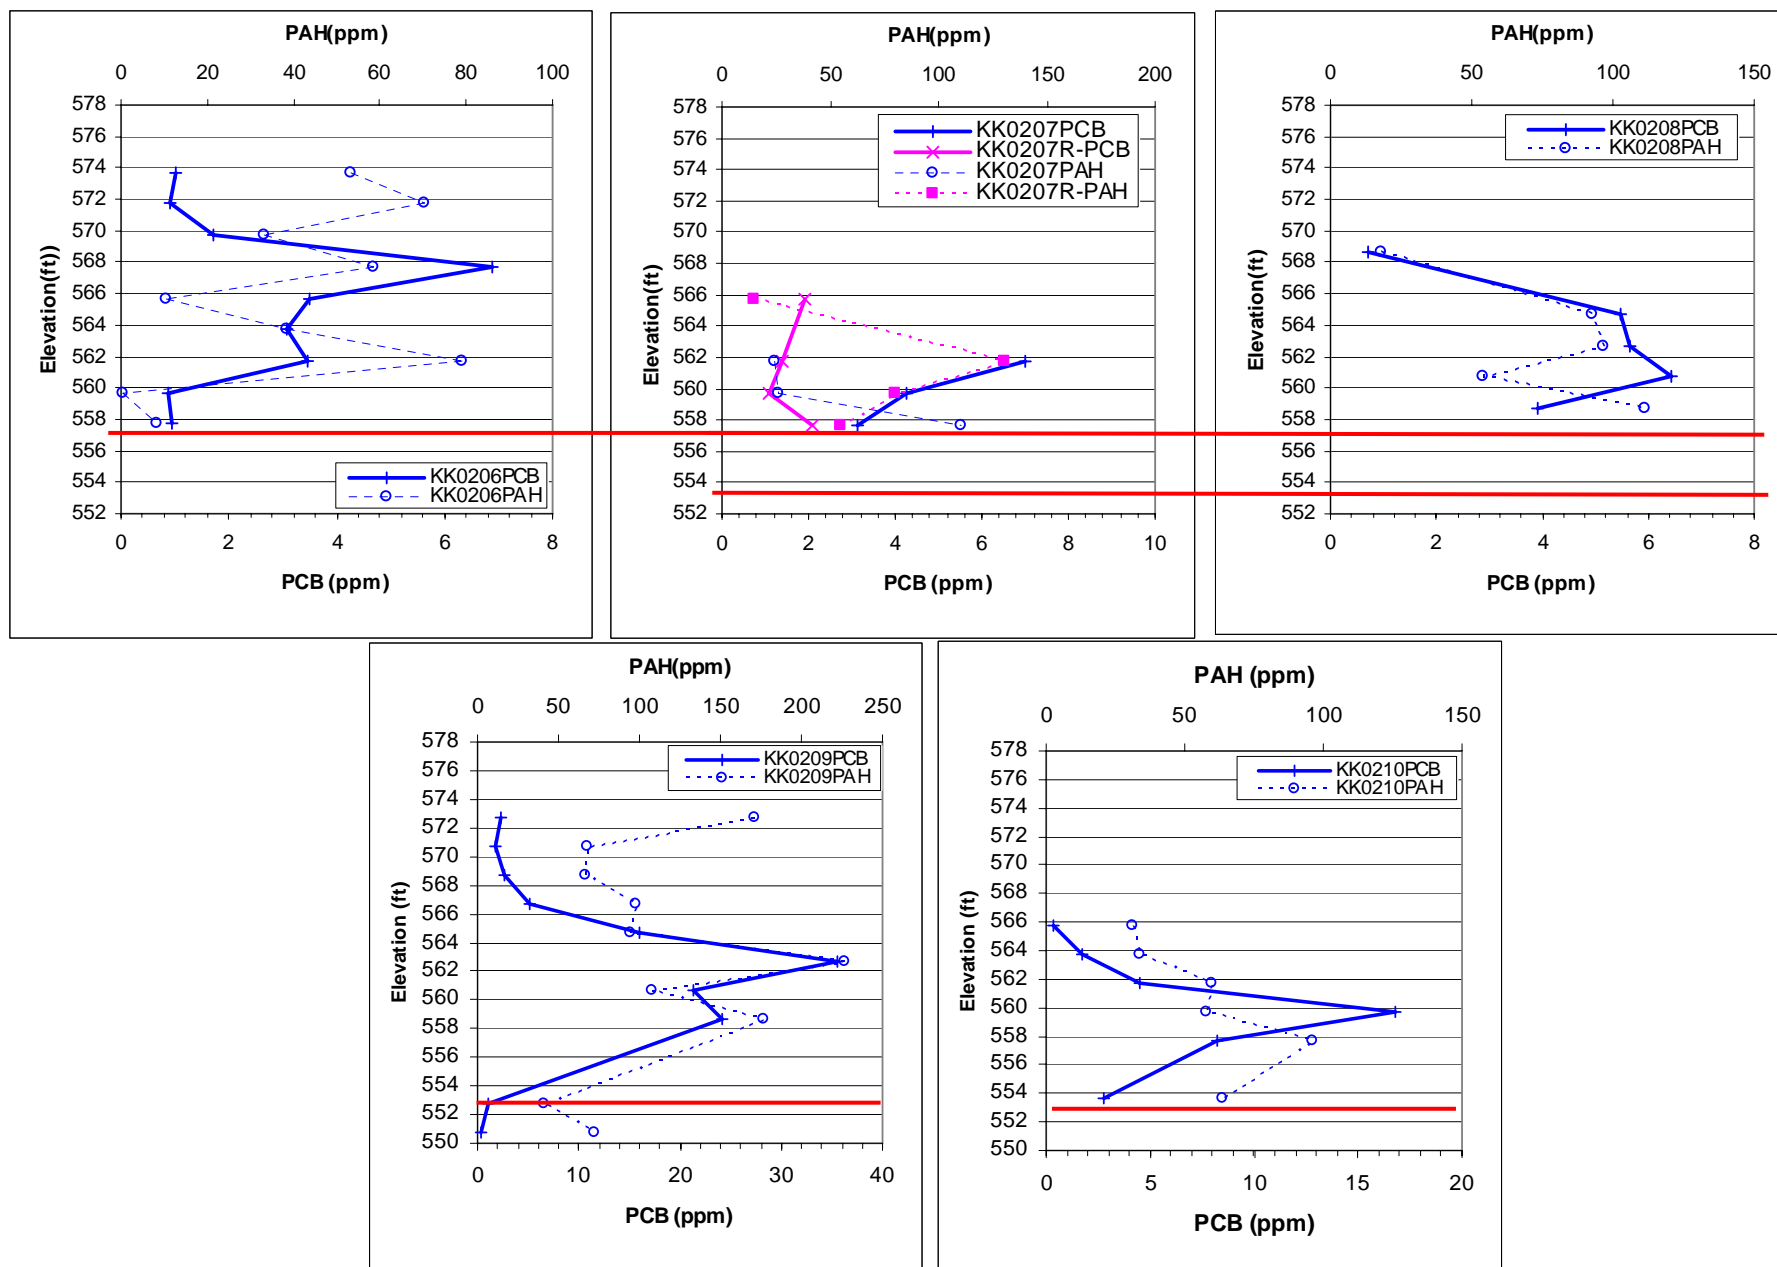 PAH(ppm)
0 20 40 60 80 100
578
576
574
572
570
568
566
564
562
560
558
556
554
552
Elevation(ft)
KK0206PCB
KK0206PAH
0 2 4 6 8
PCB (ppm)
PAH(ppm)
0 50 100 150 200
578
576
574
572
570
568
566
564
562
560
558
556
554
552
Elevation(ft)
KK0207PCB
KK0207R-PCB
KK0207PAH
KK0207R-PAH
0 2 4 6 8 10
PCB (ppm)
PAH(ppm)
0 50 100 150
578
576
574
572
570
568
566
564
562
560
558
556
554
552
Elevation(ft)
KK0208PCB
KK0208PAH
0 2 4 6 8
PCB (ppm)
PAH(ppm)
0 50 100 150 200 250
578
576
574
572
570
568
566
564
562
560
558
556
554
552
550
Elevation (ft)
KK0209PCB
KK0209PAH
0 10 20 30 40
PCB (ppm)
PAH (ppm)
0 50 100 150
578
576
574
572
570
568
566
564
562
560
558
556
554
552
550
Elevation (ft)
KK0210PCB
KK0210PAH
0 5 10 15 20
PCB (ppm)